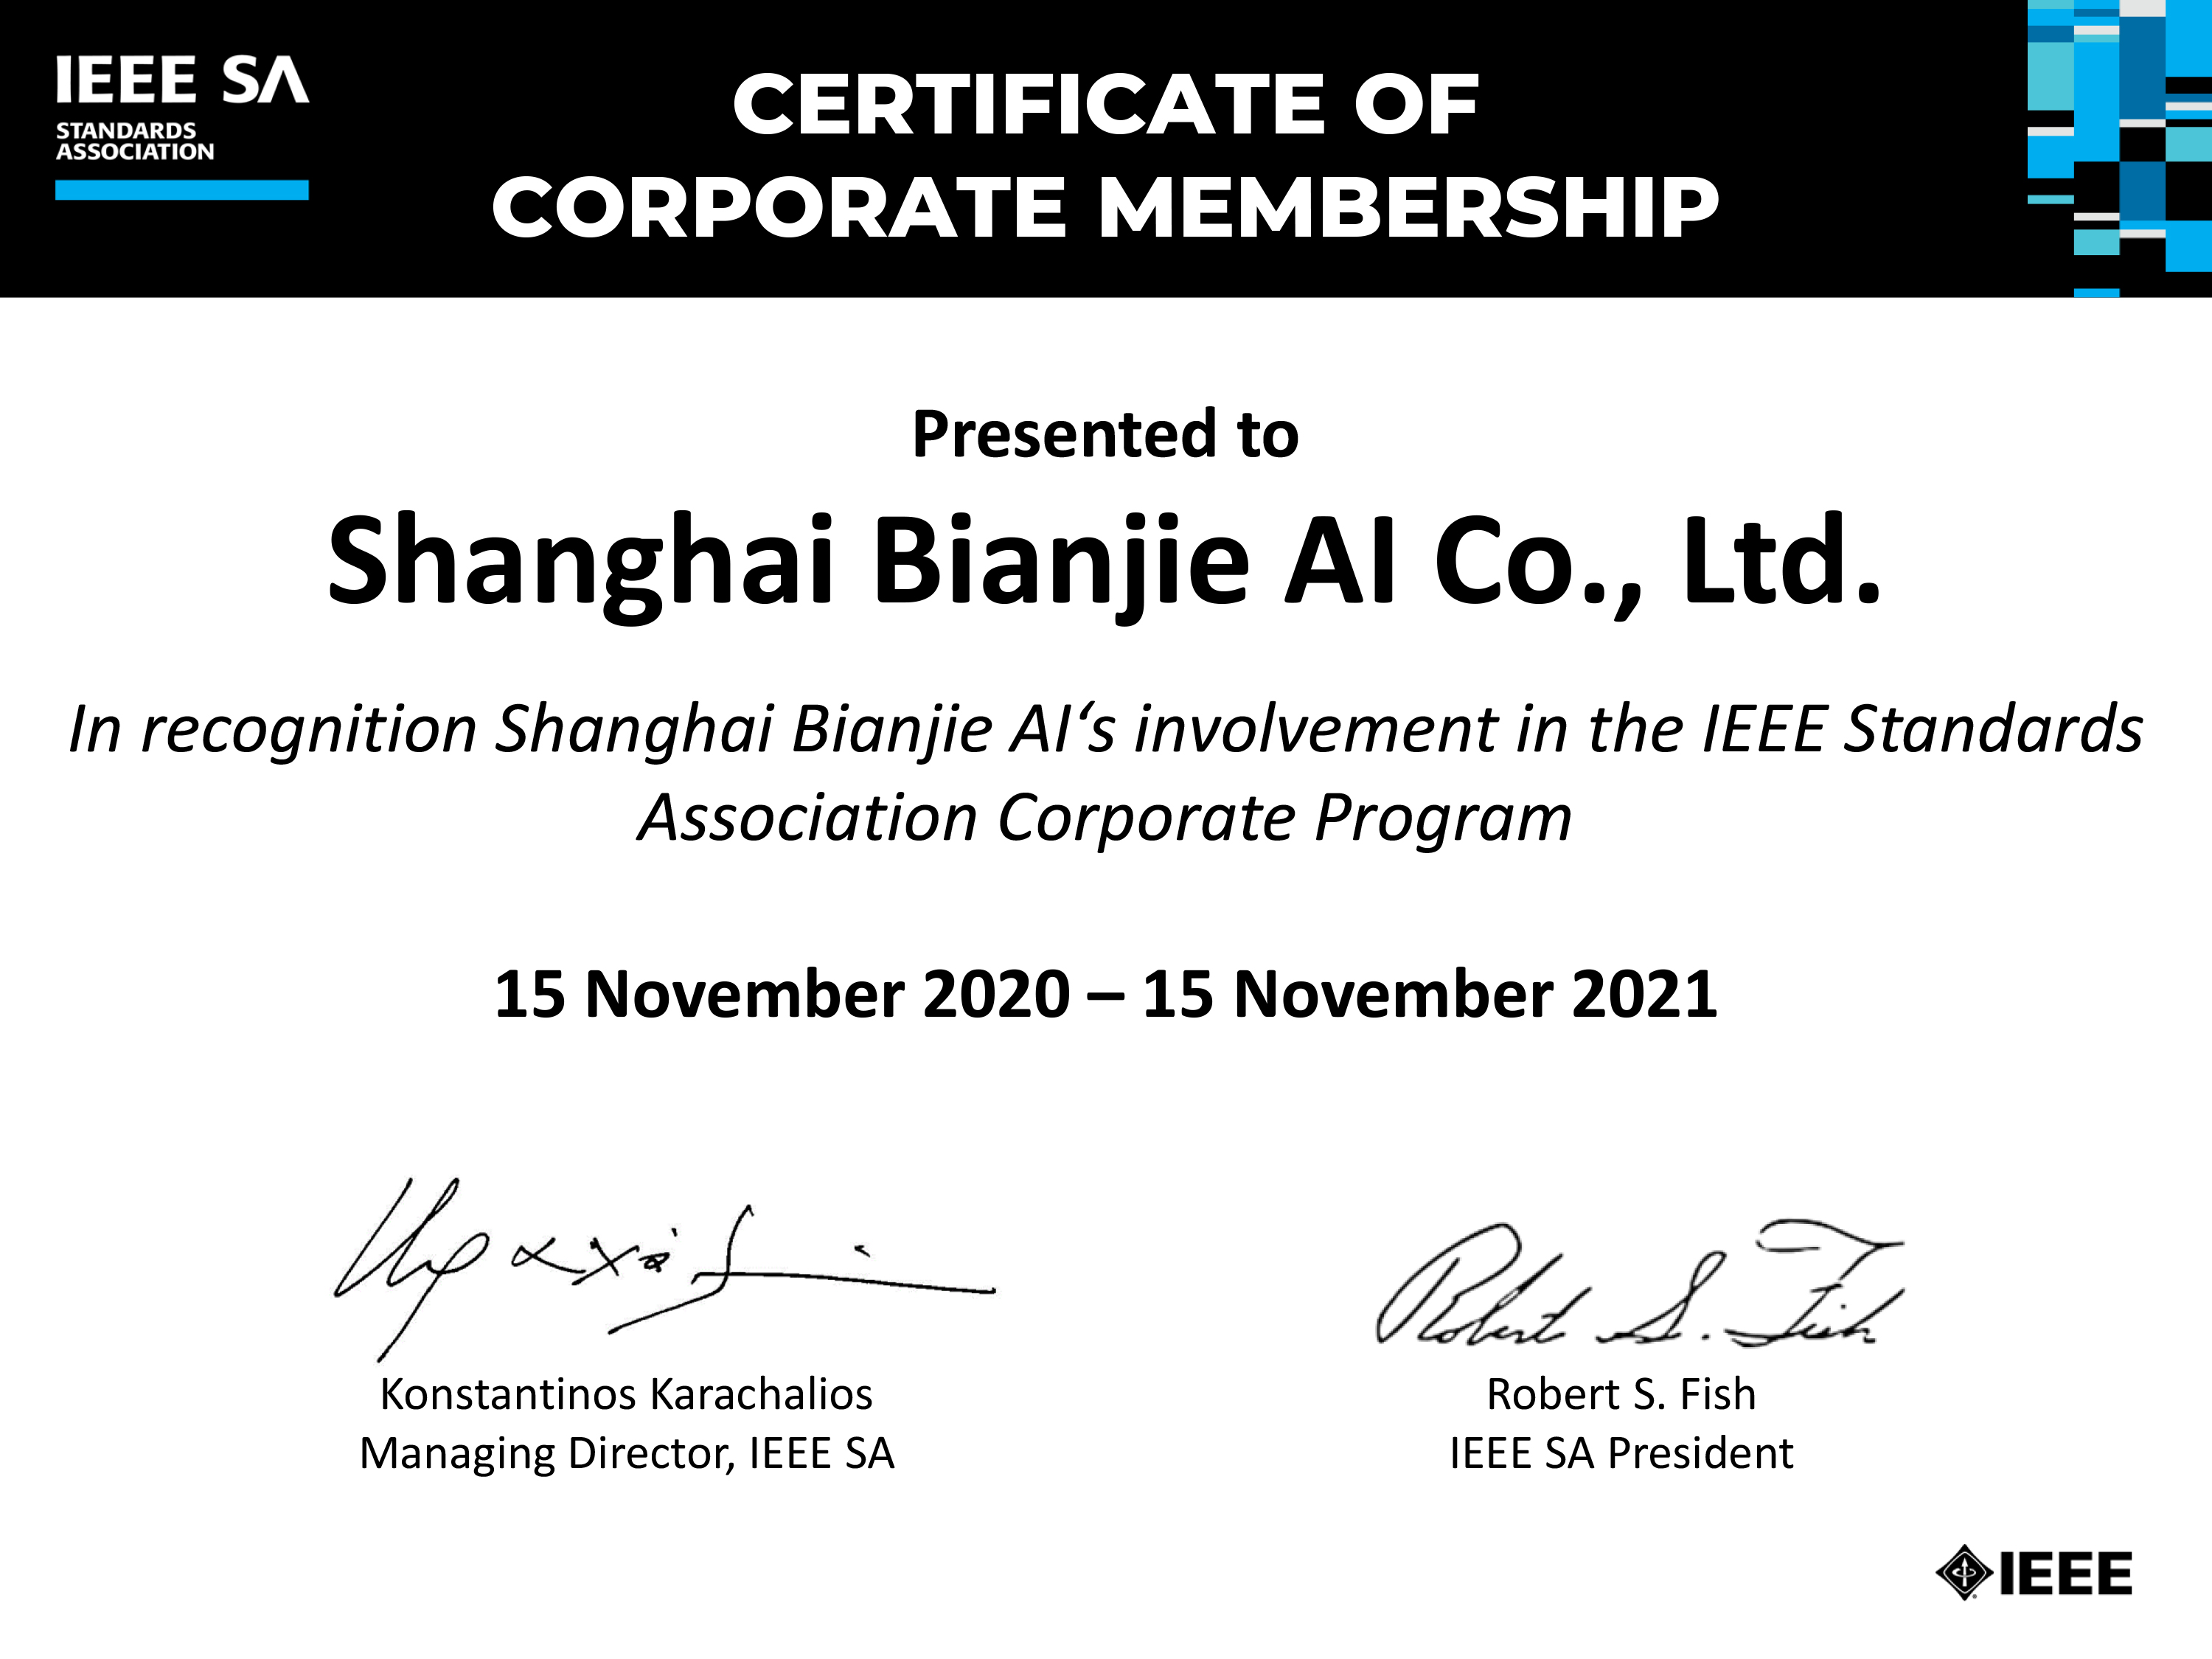 IEEE SA
STANDARDS
ASSOCIATION
CERTIFICATE OF
CORPORATE MEMBERSHIP
Presented to
Shanghai Bianjie AI Co., Ltd.
In recognition Shanghai Bianjie AI‘s involvement in the IEEE Standards
Association Corporate Program
15 November 2020 – 15 November 2021
Robert S. Fish
Konstantinos Karachalios
Managing Director, IEEE SA
Robert S. Fish
IEEE SA President
IEEE